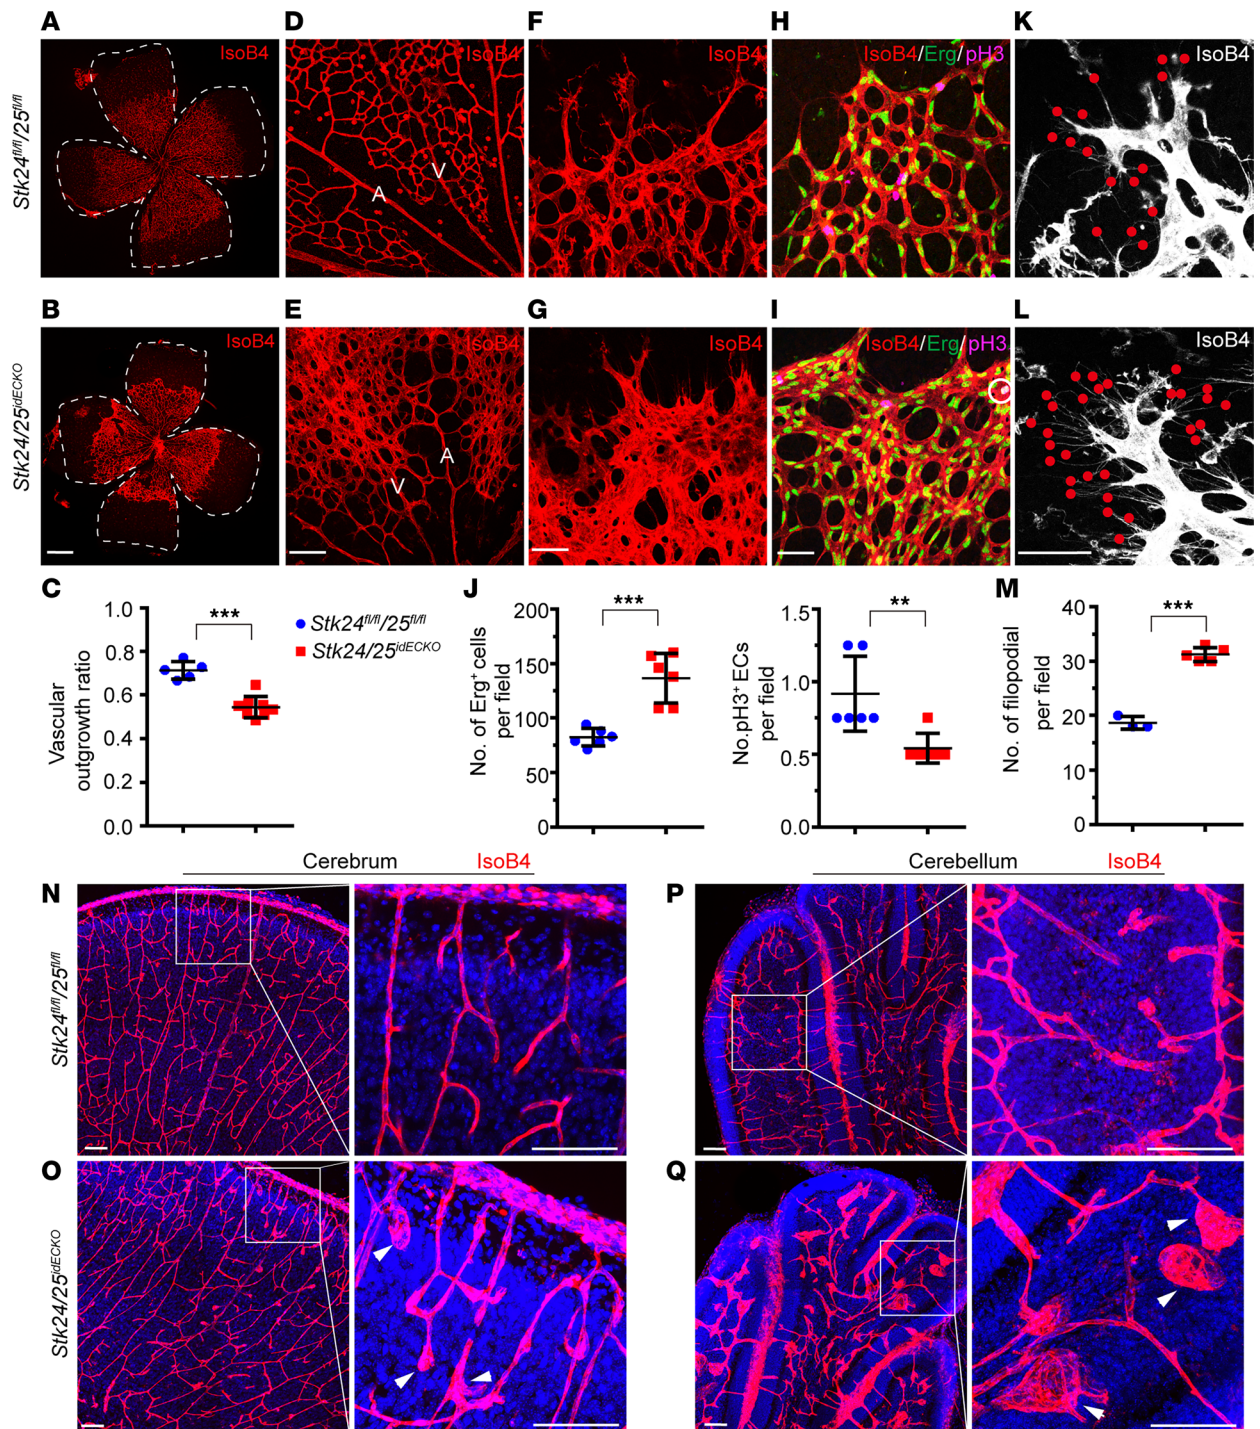 A
D
F
H
K
IsoB4
IsoB4
IsoB4
IsoB4/Erg/pH3
IsoB4
Stk24fl/fl/25fl/fl
V
A
B
E
G
I
L
IsoB4
IsoB4
IsoB4
IsoB4/Erg/pH3
IsoB4
Stk24/25idECKO
A
V
C
J
M
1.0
0.8
0.6
0.4
0.2
0.0
***
Vascular
outgrowth ratio
Stk24fl/fl/25fl/fl
Stk24/25idECKO
200
150
100
50
0
***
No. of Erg+ cells
per field
1.5
1.0
0.5
0.0
**
No.pH3+ ECs
per field
40
30
20
10
0
***
No. of filopodial
per field
Cerebrum IsoB4
Cerebellum IsoB4
N
P
Stk24fl/fl/25fl/fl
O
Q
Stk24/25idECKO